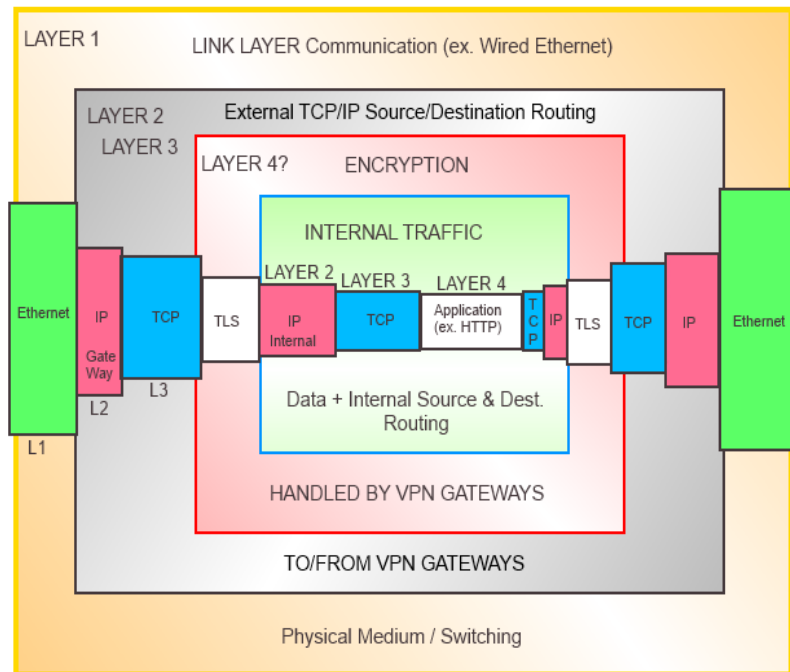 LAYER 1
LINK LAYER Communication (ex. Wired Ethernet)
LAYER 2
External TCP/IP Source/Destination Routing
LAYER 3
LAYER 4?
ENCRYPTION
INTERNAL TRAFFIC
LAYER 2
LAYER 3
LAYER 4
Ethernet
IP
Gate
Way
TCP
TLS
IP
Internal
TCP
Application
(ex. HTTP)
T
C
P
IP
TLS
TCP
IP
Ethernet
L3
L2
L1
Data + Internal Source & Dest.
Routing
HANDLED BY VPN GATEWAYS
TO/FROM VPN GATEWAYS
Physical Medium / Switching